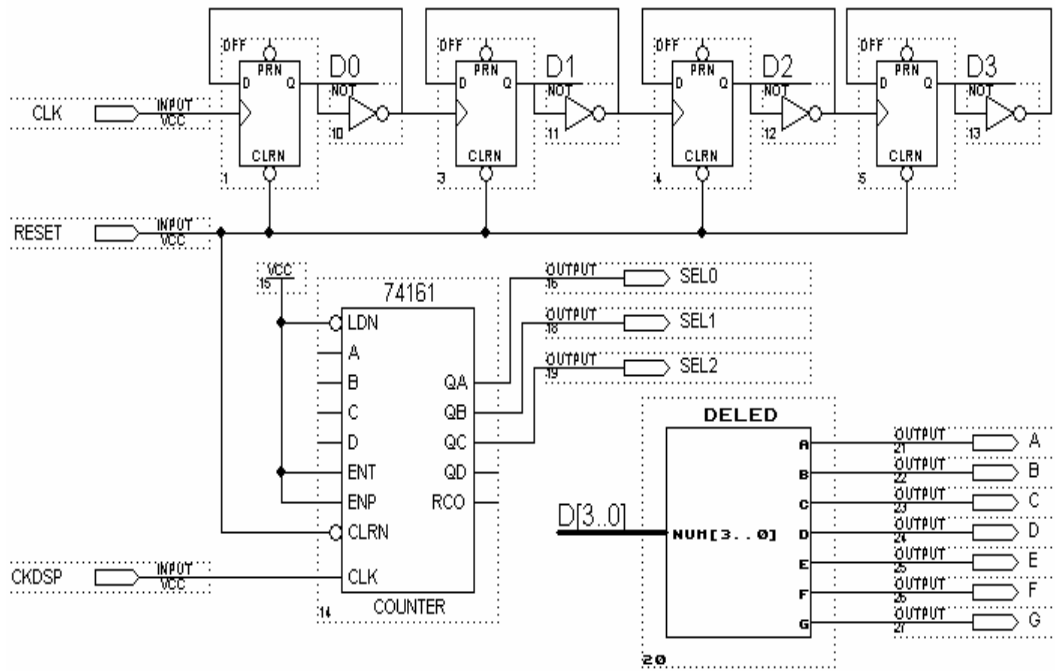 DFF DFF DFF DFF
PRN PRN PRN PRN
D Q D0 D Q D1 D Q D2 D Q D3
NOT NOT NOT NOT
CLK INPUT VCC
10 11 12 13
CLRN CLRN CLRN CLRN
1 3 4 5
RESET INPUT VCC
VCC
15
74161
LDN
A
B QA
C QB
D QC
ENT QD
ENP RCO
CLRN
CLK
COUNTER
14
OUTPUT SEL0
16
OUTPUT SEL1
18
OUTPUT SEL2
19
CKDSP INPUT VCC
DELED
D[3..0] NUM[3..0]
A OUTPUT A
21
B OUTPUT B
22
C OUTPUT C
23
D OUTPUT D
24
E OUTPUT E
25
F OUTPUT F
26
G OUTPUT G
27
20